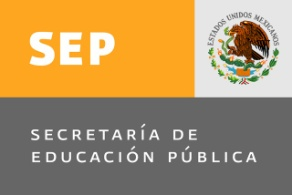 SEP
ESTADOS UNIDOS MEXICANOS
SECRETARÍA DE
EDUCACIÓN PÚBLICA